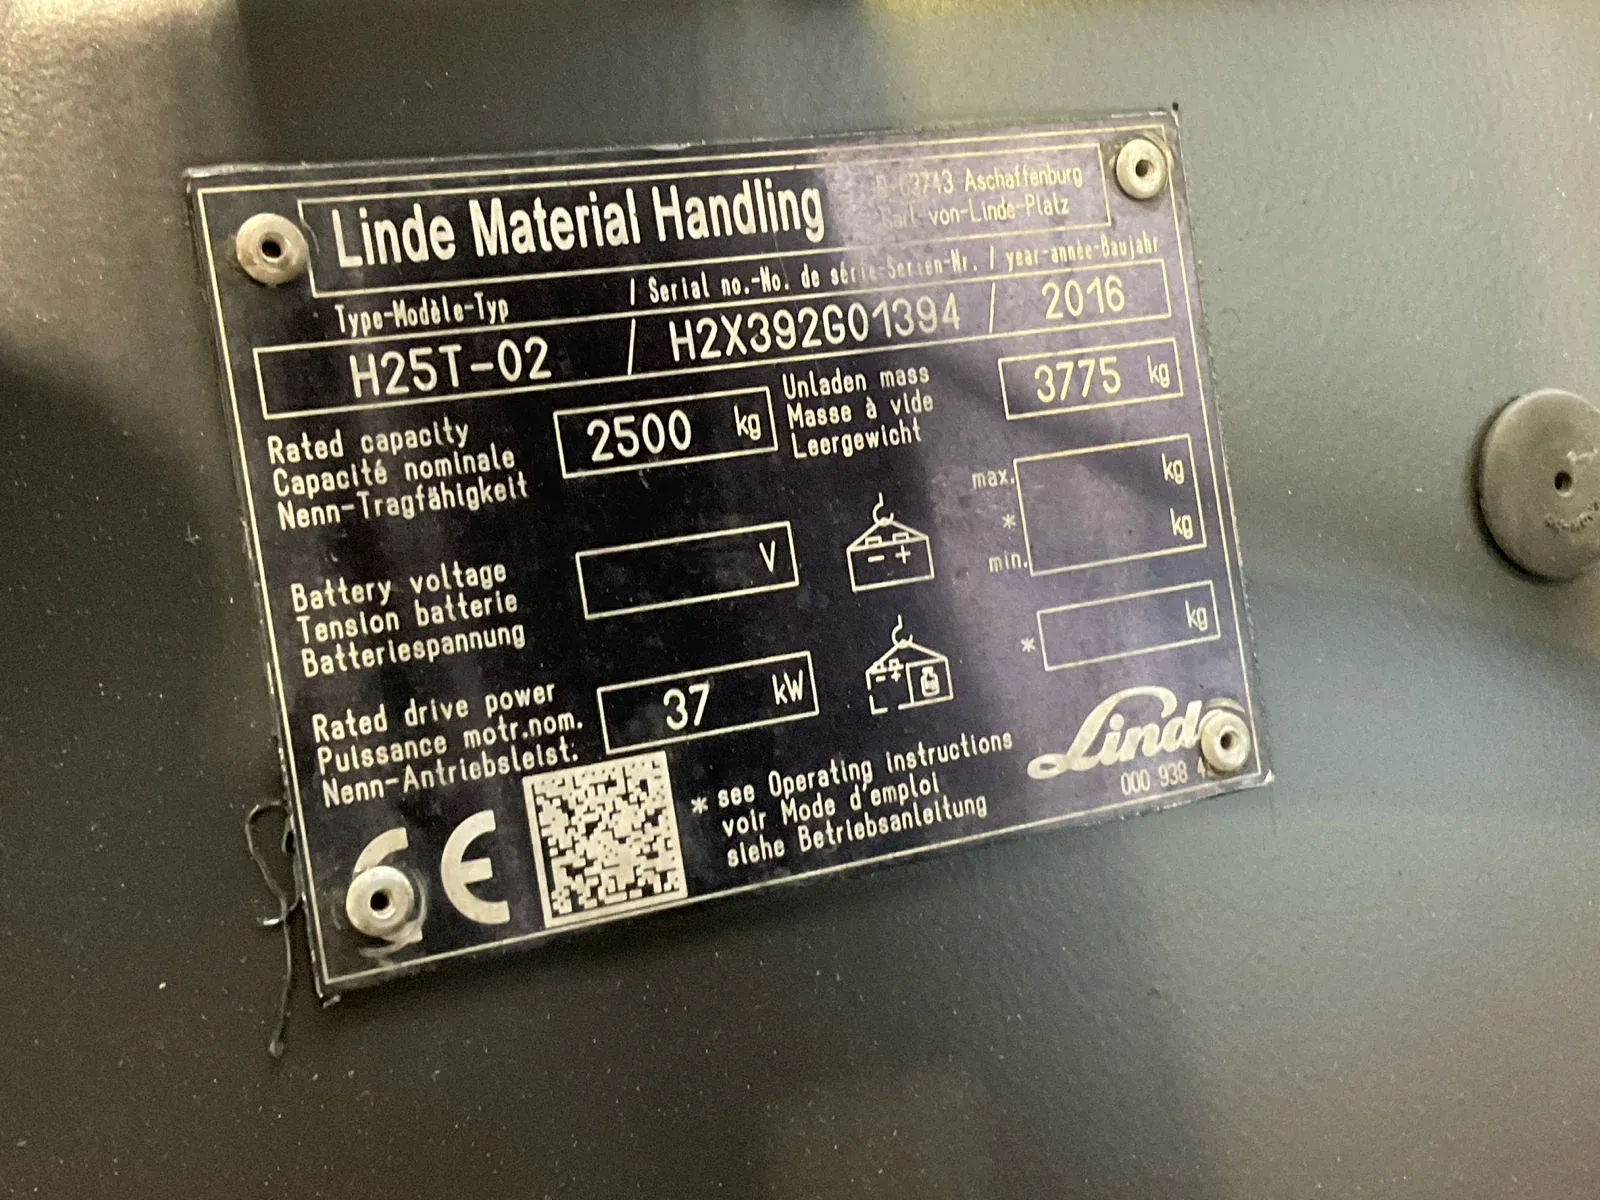 Linde Material Handling
D-63743 Aschaffenburg
Carl-von-Linde-Platz
Type-Modèle-Typ / Serial no.-No. de série-Serien-Nr. / year-année-Baujahr
H25T-02 / H2X392G01394 / 2016
Rated capacity
Capacité nominale
Nenn-Tragfähigkeit
2500 kg
Unladen mass
Masse à vide
Leergewicht
3775 kg
Battery voltage
Tension batterie
Batteriespannung
V
max. kg
* kg
min.
Rated drive power
Puissance motr.nom.
Nenn-Antriebsleist.
37 kW
* kg
CE
* see Operating instructions
voir Mode d'emploi
siehe Betriebsanleitung
Linde
000 938